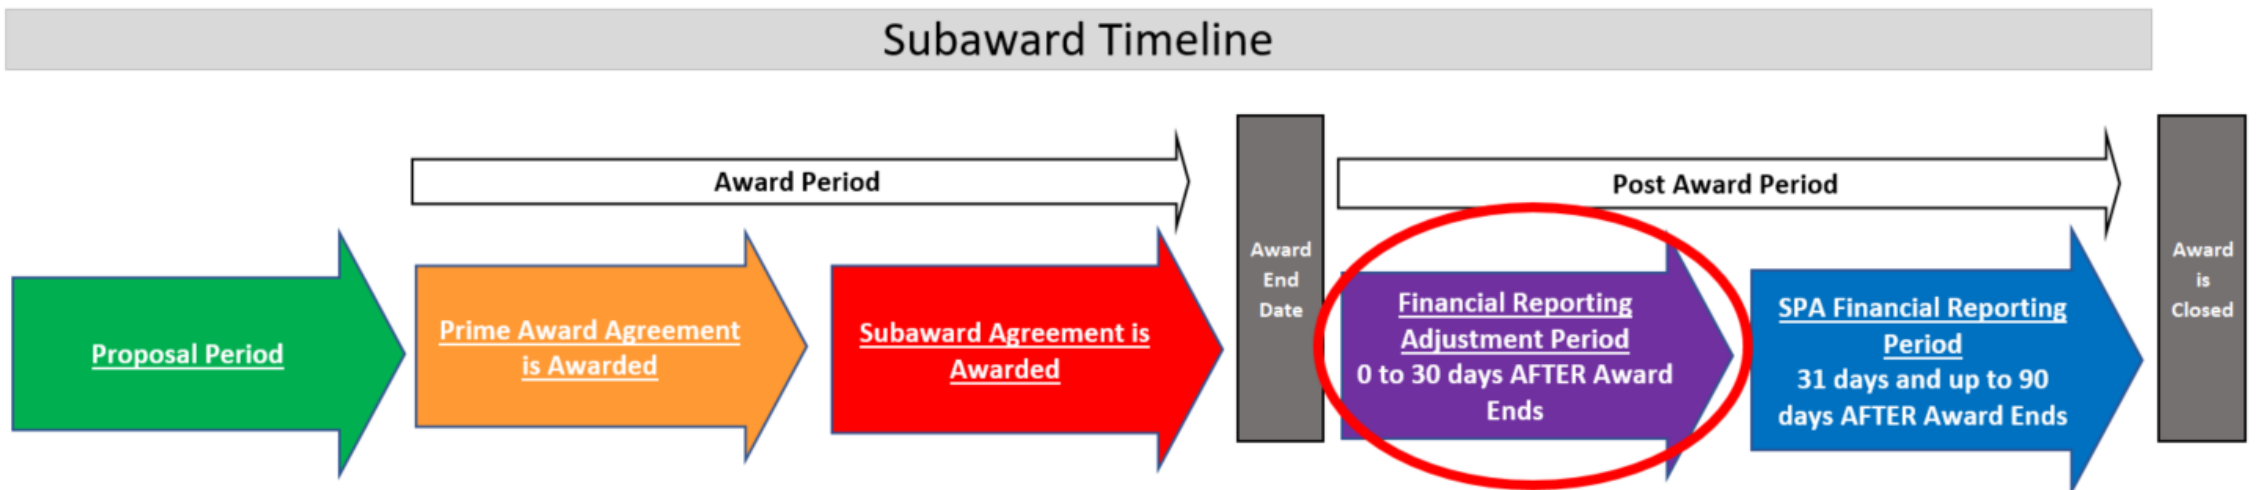 Subaward Timeline
Award Period
Post Award Period
Proposal Period
Prime Award Agreement
is Awarded
Subaward Agreement is
Awarded
Award
End
Date
Financial Reporting
Adjustment Period
0 to 30 days AFTER Award
Ends
SPA Financial Reporting
Period
31 days and up to 90
days AFTER Award Ends
Award
is
Closed